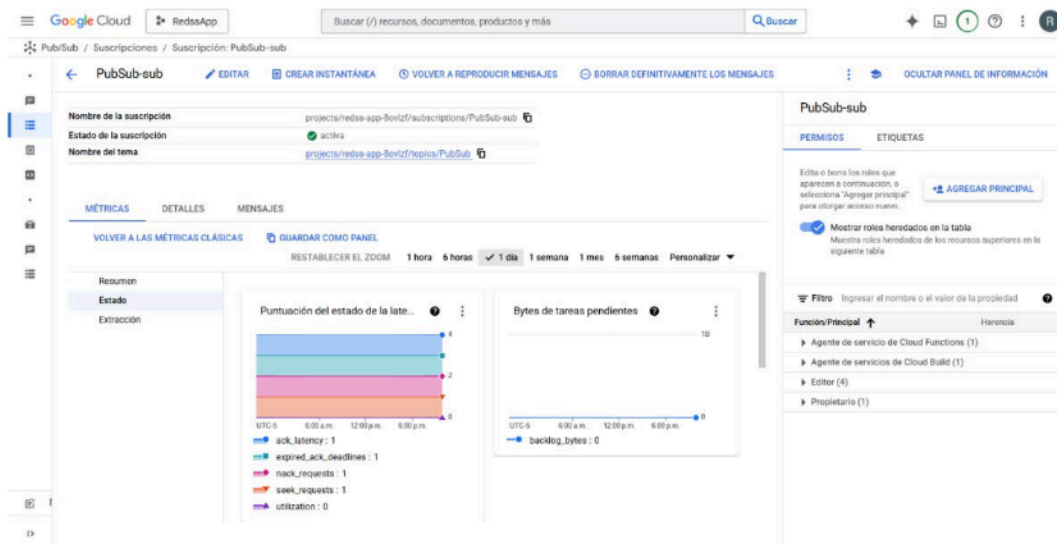 Google Cloud
RedssApp
Buscar (/) recursos, documentos, productos y más
Buscar
1
R
Pub/Sub / Suscripciones / Suscripción: PubSub-sub
PubSub-sub
EDITAR
CREAR INSTANTÁNEA
VOLVER A REPRODUCIR MENSAJES
BORRAR DEFINITIVAMENTE LOS MENSAJES
OCULTAR PANEL DE INFORMACIÓN
Nombre de la suscripción
projects/redss-app-8ovlzf/subscriptions/PubSub-sub
Estado de la suscripción
activa
Nombre del tema
projects/redss-app-8ovlzf/topics/PubSub
MÉTRICAS
DETALLES
MENSAJES
VOLVER A LAS MÉTRICAS CLÁSICAS
GUARDAR COMO PANEL
RESTABLECER EL ZOOM
1 hora
6 horas
1 día
1 semana
1 mes
6 semanas
Personalizar
Resumen
Estado
Extracción
Puntuación del estado de la late...
4
2
0
UTC-5
6:00 a.m.
12:00 p.m.
6:00 p.m.
ack_latency : 1
expired_ack_deadlines : 1
nack_requests : 1
seek_requests : 1
utilization : 0
Bytes de tareas pendientes
1B
0
UTC-5
6:00 a.m.
12:00 p.m.
6:00 p.m.
backlog_bytes : 0
PubSub-sub
PERMISOS
ETIQUETAS
Edita o borra los roles que
aparecen a continuación, o
selecciona "Agregar principal"
para otorgar acceso nuevo.
AGREGAR PRINCIPAL
Mostrar roles heredados en la tabla
Muestra roles heredados de los recursos superiores en la
siguiente tabla
Filtro
Ingresar el nombre o el valor de la propiedad
Función/Principal
Herencia
Agente de servicio de Cloud Functions (1)
Agente de servicios de Cloud Build (1)
Editor (4)
Propietario (1)